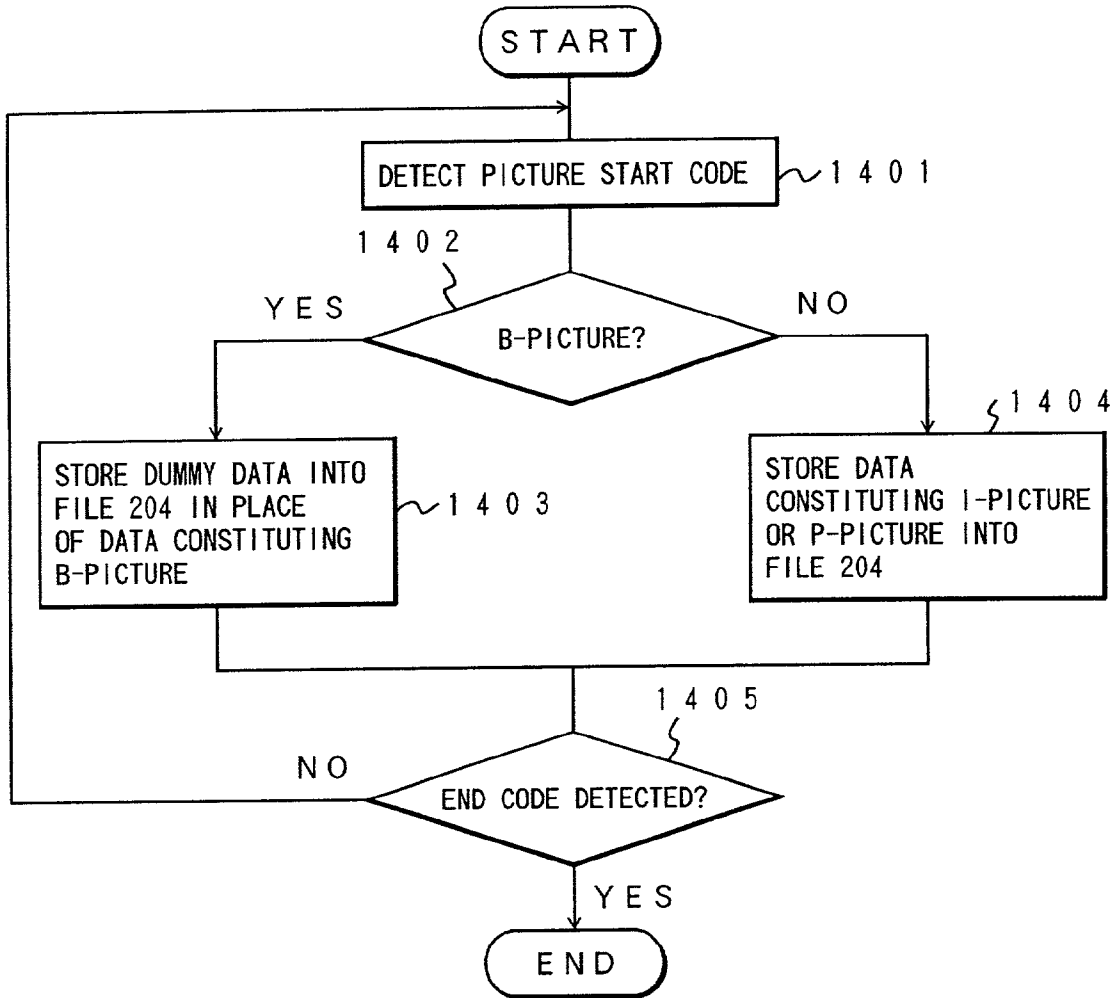 START
DETECT PICTURE START CODE
1401
1402
YES
NO
B-PICTURE?
1404
STORE DUMMY DATA INTO
FILE 204 IN PLACE
OF DATA CONSTITUTING
B-PICTURE
1403
STORE DATA
CONSTITUTING I-PICTURE
OR P-PICTURE INTO
FILE 204
1405
NO
END CODE DETECTED?
YES
END